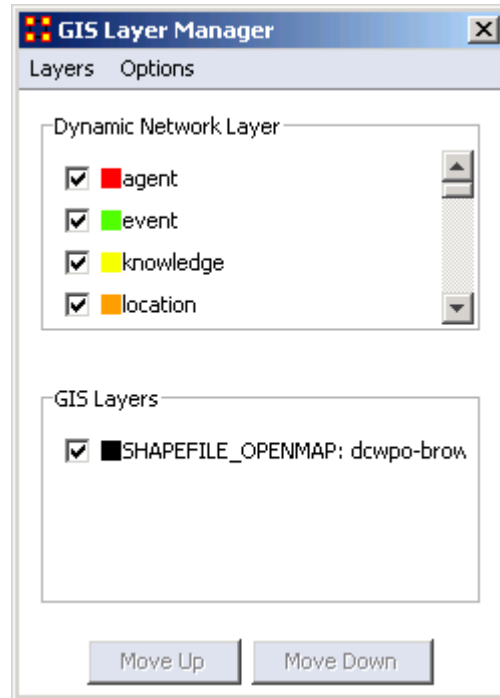 GIS Layer Manager
Layers Options
Dynamic Network Layer
agent
event
knowledge
location
GIS Layers
SHAPEFILE_OPENMAP: dcwpo-brow
Move Up Move Down